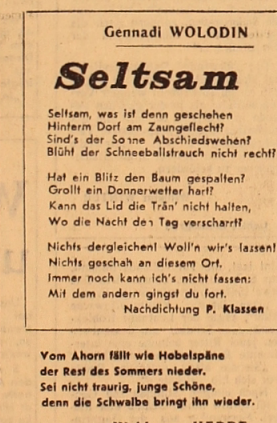 Gennadi WOLODIN
Seltsam
Seltsam, was ist denn geschehen
Hinterm Dorf am Zaungeflecht?
Sind's der Sonne Abschiedswehen?
Blüht der Schneeballstrauch nicht recht?
Hat ein Blitz den Baum gespalten?
Grollt ein Donnerwetter hart?
Kann das Lid die Trän' nicht halten,
Wo die Nacht den Tag verscharrt?
Nichts dergleichen! Woll'n wir's lassen!
Nichts geschah an diesem Ort.
Immer noch kann ich's nicht fassen:
Mit dem andern gingst du fort.
Nachdichtung P. Klassen
Vom Ahorn fällt wie Hobelspäne
der Rest des Sommers nieder.
Sei nicht traurig, junge Schöne,
denn die Schwalbe bringt ihn wieder.